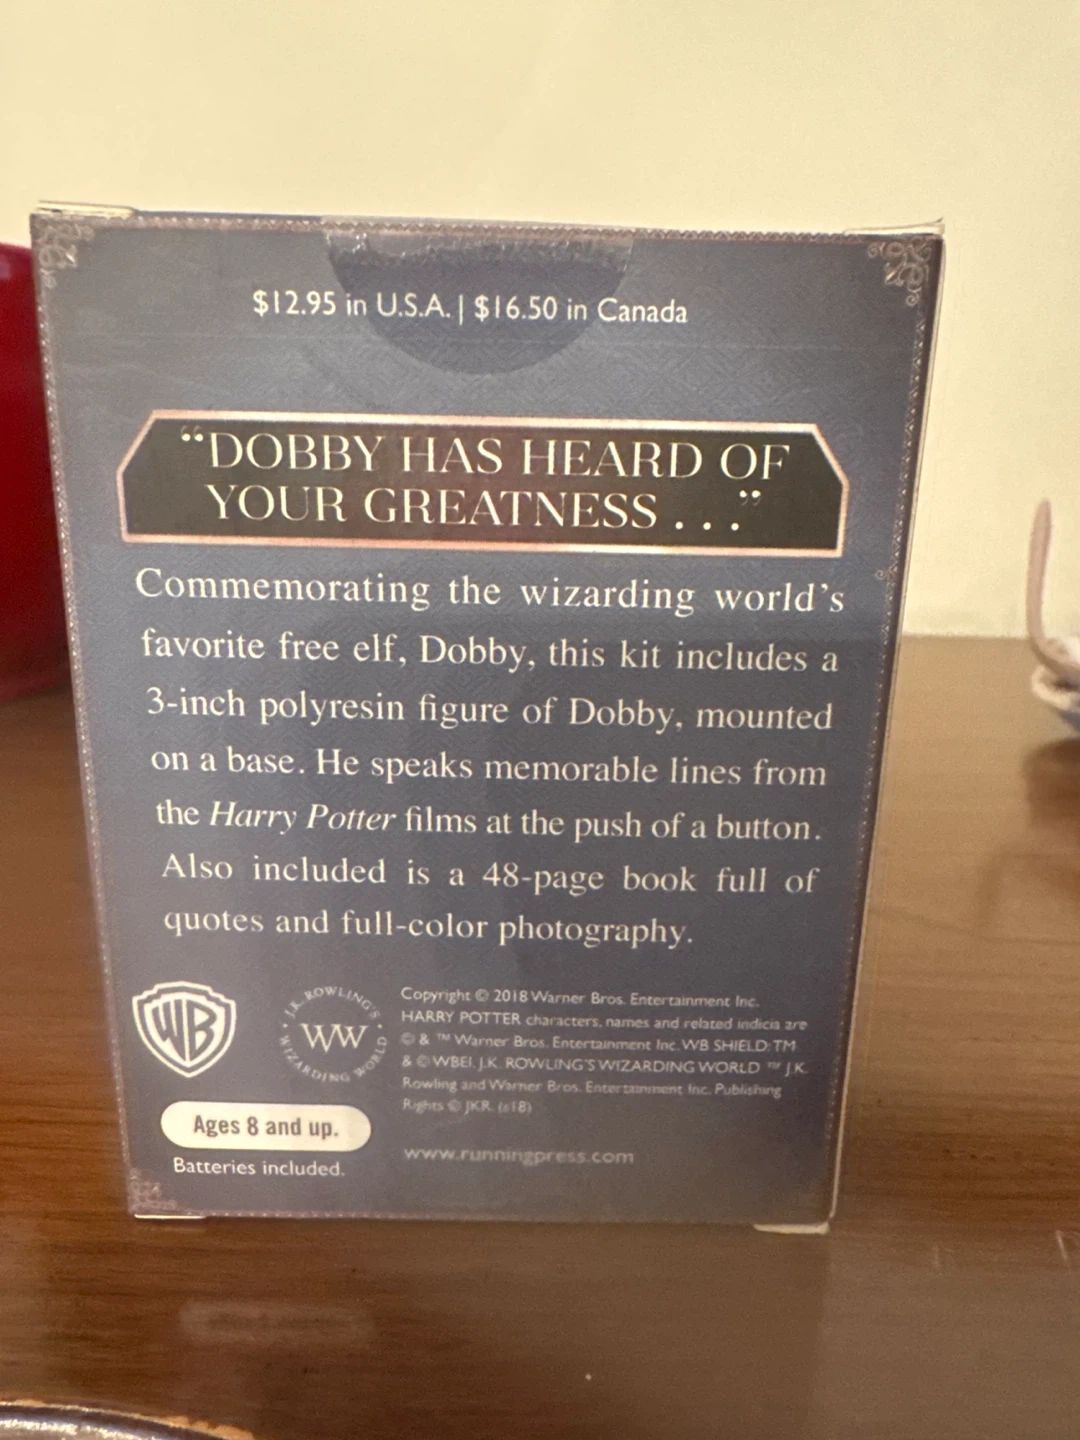 $12.95 in U.S.A. | $16.50 in Canada
“DOBBY HAS HEARD OF
YOUR GREATNESS . . .”
Commemorating the wizarding world’s
favorite free elf, Dobby, this kit includes a
3-inch polyresin figure of Dobby, mounted
on a base. He speaks memorable lines from
the Harry Potter films at the push of a button.
Also included is a 48-page book full of
quotes and full-color photography.
WB
J.K. ROWLING'S
WW
WIZARDING WORLD
Copyright © 2018 Warner Bros. Entertainment Inc.
HARRY POTTER characters, names and related indicia are
© & ™ Warner Bros. Entertainment Inc. WB SHIELD: TM
& © WBEI. J.K. ROWLING'S WIZARDING WORLD ™ J.K.
Rowling and Warner Bros. Entertainment Inc. Publishing
Rights © JKR. (s18)
Ages 8 and up.
Batteries included.
www.runningpress.com